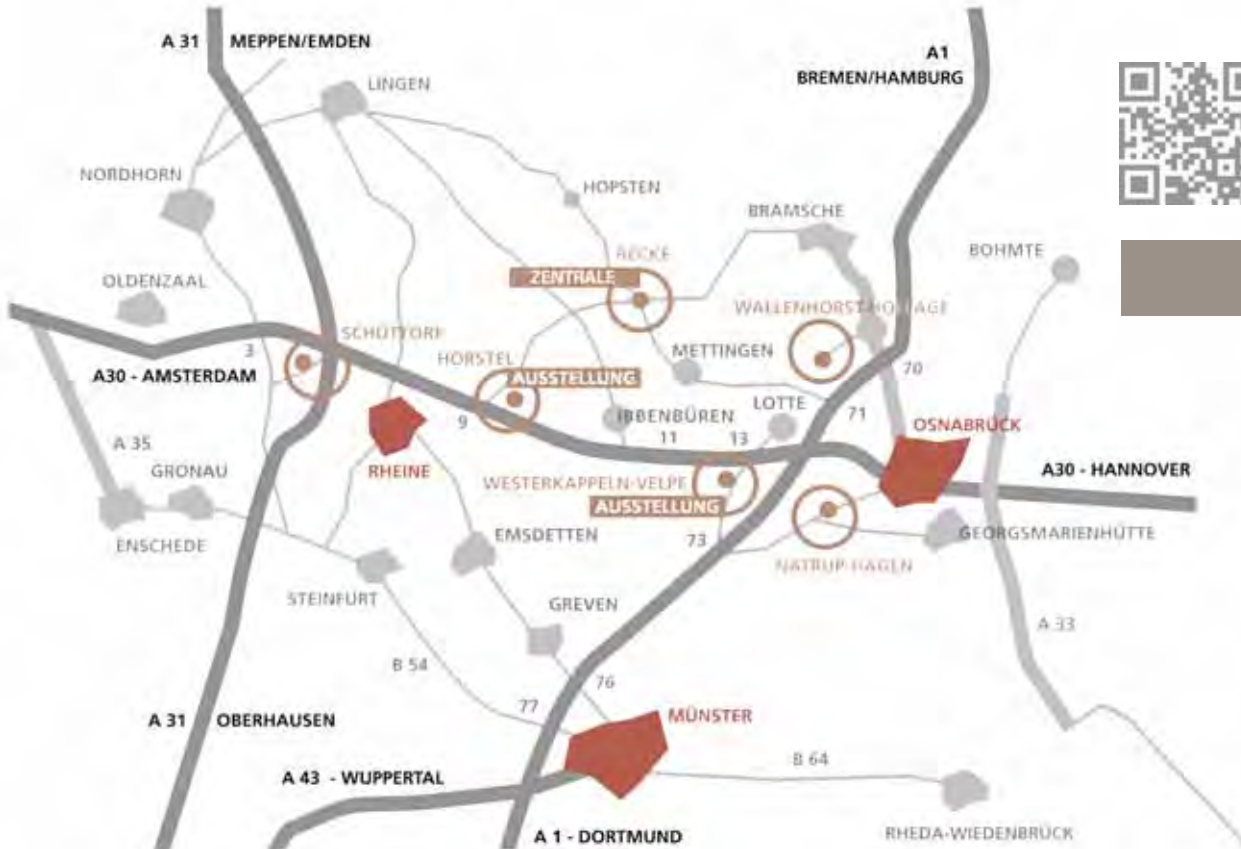 A 31
MEPPEN/EMDEN
A1
BREMEN/HAMBURG
LINGEN
NORDHORN
HOPSTEN
BRAMSCHE
BOHMTE
RECKE
ZENTRALE
OLDENZAAL
WALLENHORST-HOLLAGE
SCHÜTTORF
3
HÖRSTEL
METTINGEN
A30 - AMSTERDAM
AUSSTELLUNG
70
71
9
IBBENBÜREN
LOTTE
11
13
OSNABRÜCK
A 35
RHEINE
GRONAU
WESTERKAPPELN-VELPE
A30 - HANNOVER
AUSSTELLUNG
ENSCHEDE
EMSDETTEN
73
GEORGSMARIENHÜTTE
NATRUP-HAGEN
STEINFURT
GREVEN
A 33
B 54
76
77
A 31
OBERHAUSEN
MÜNSTER
B 64
A 43 - WUPPERTAL
A 1 - DORTMUND
RHEDA-WIEDENBRÜCK